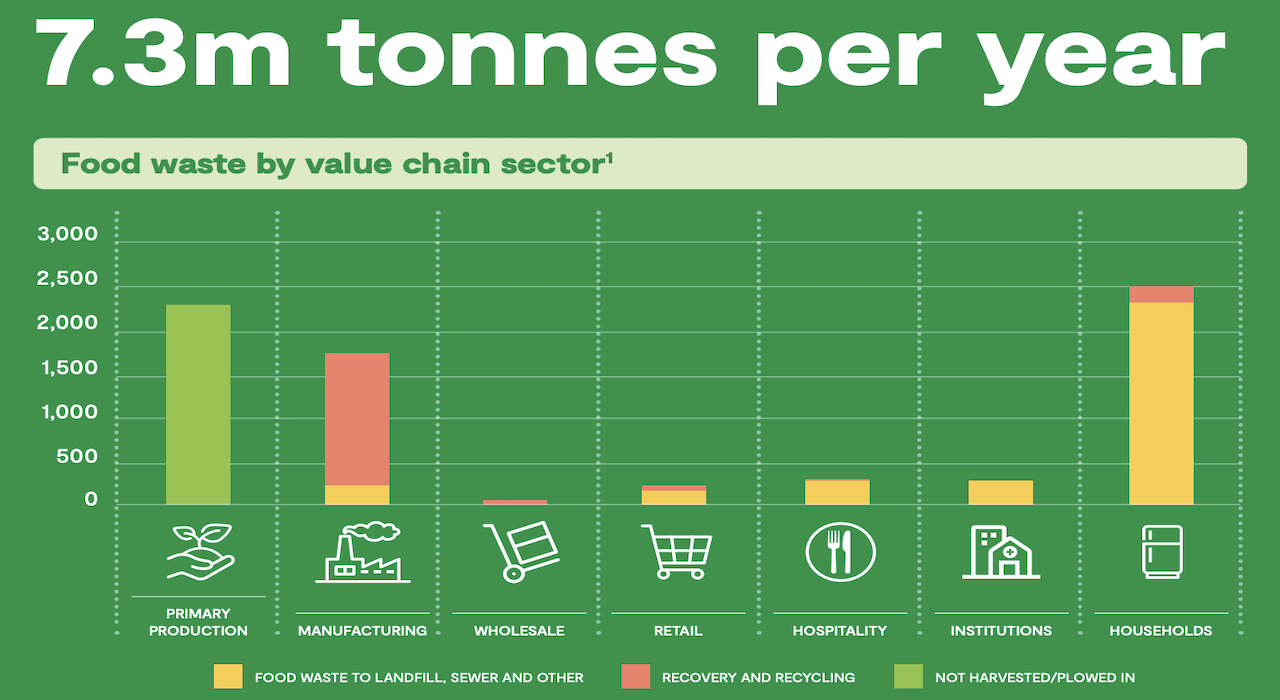 7.3m tonnes per year
Food waste by value chain sector¹
3,000
2,500
2,000
1,500
1,000
500
0
PRIMARY
PRODUCTION
MANUFACTURING
WHOLESALE
RETAIL
HOSPITALITY
INSTITUTIONS
HOUSEHOLDS
FOOD WASTE TO LANDFILL, SEWER AND OTHER
RECOVERY AND RECYCLING
NOT HARVESTED/PLOWED IN